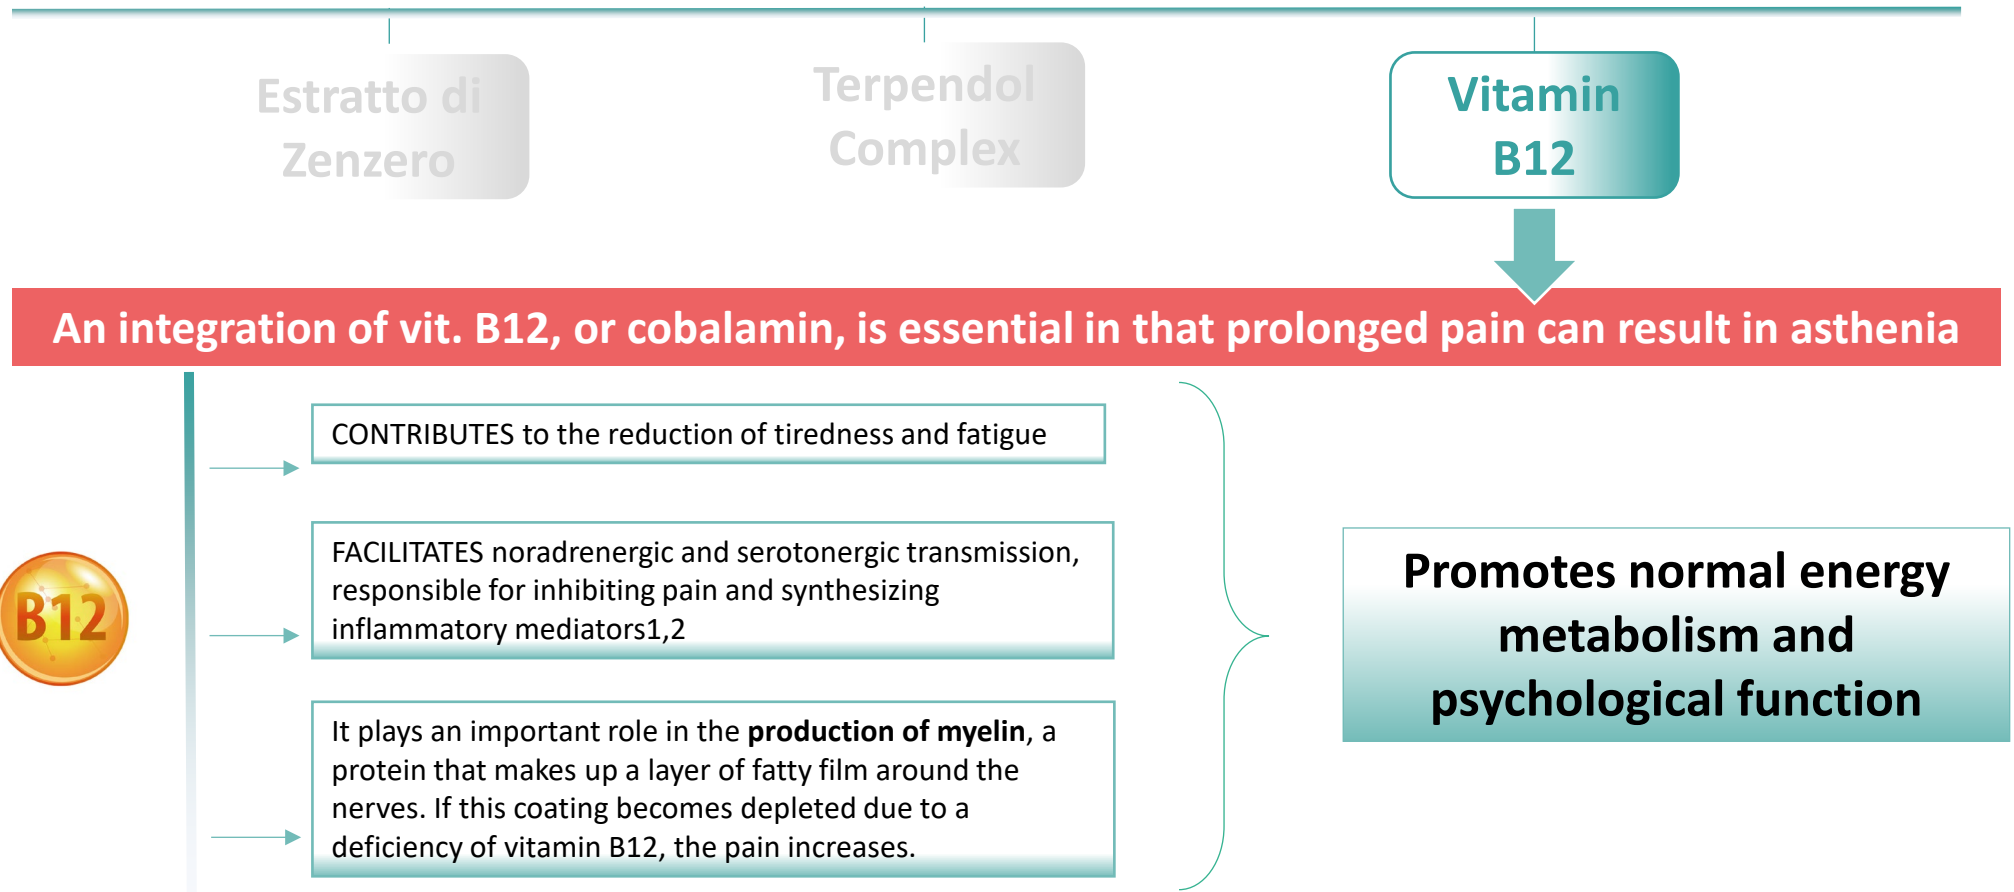 Estratto di
Zenzero
Terpendol
Complex
Vitamin
B12
An integration of vit. B12, or cobalamin, is essential in that prolonged pain can result in asthenia
CONTRIBUTES to the reduction of tiredness and fatigue
FACILITATES noradrenergic and serotonergic transmission,
responsible for inhibiting pain and synthesizing
inflammatory mediators1,2
B12
It plays an important role in the production of myelin, a
protein that makes up a layer of fatty film around the
nerves. If this coating becomes depleted due to a
deficiency of vitamin B12, the pain increases.
Promotes normal energy
metabolism and
psychological function